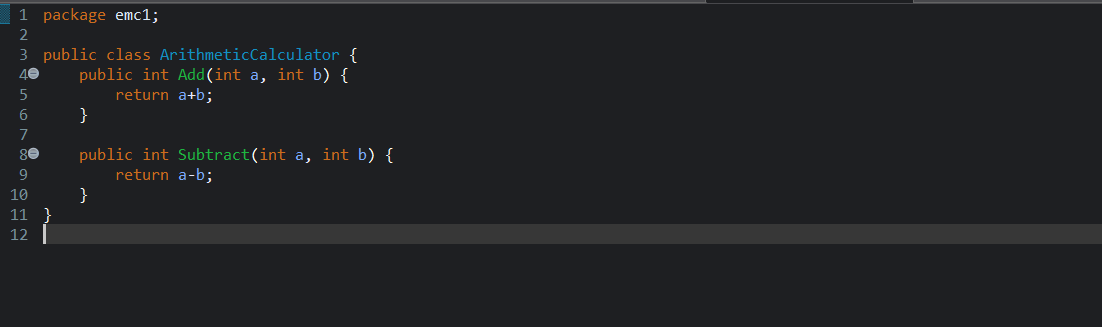 1 package emc1;
2
3 public class ArithmeticCalculator {
4     public int Add(int a, int b) {
5         return a+b;
6     }
7
8     public int Subtract(int a, int b) {
9         return a-b;
10     }
11 }
12